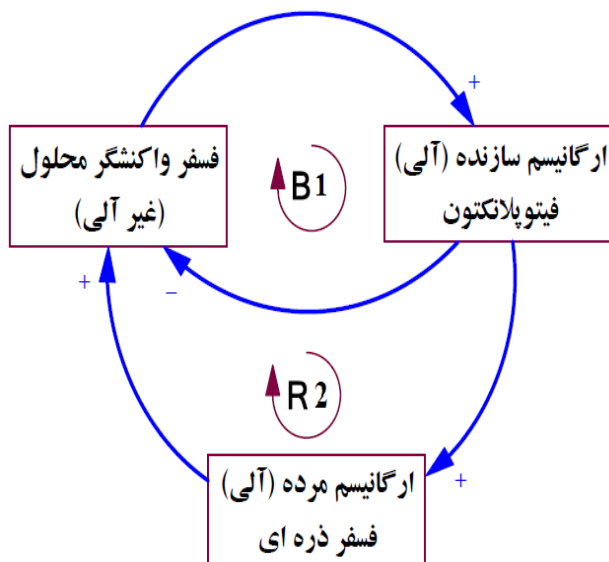 +
فسفر واکنشگر محلول
(غیر آلی)
ارگانیسم سازنده (آلی)
فیتوپلانکتون
B1
+
−
R2
+
ارگانیسم مرده (آلی)
فسفر ذره ای